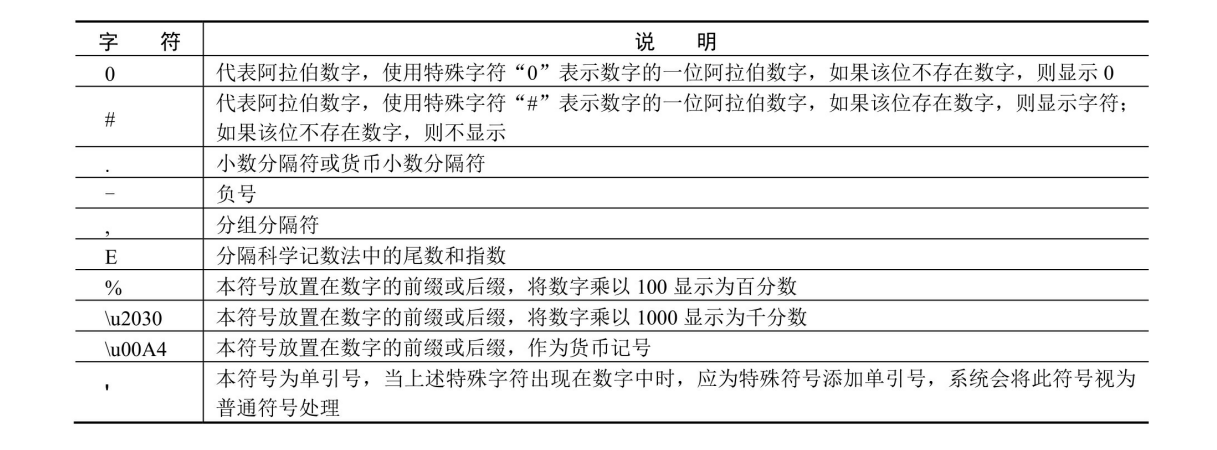 字 符 说 明
0 代表阿拉伯数字，使用特殊字符“0”表示数字的一位阿拉伯数字，如果该位不存在数字，则显示 0
# 代表阿拉伯数字，使用特殊字符“#”表示数字的一位阿拉伯数字，如果该位存在数字，则显示字符；
如果该位不存在数字，则不显示
. 小数分隔符或货币小数分隔符
− 负号
, 分组分隔符
E 分隔科学记数法中的尾数和指数
% 本符号放置在数字的前缀或后缀，将数字乘以 100 显示为百分数
\u2030 本符号放置在数字的前缀或后缀，将数字乘以 1000 显示为千分数
\u00A4 本符号放置在数字的前缀或后缀，作为货币记号
' 本符号为单引号，当上述特殊字符出现在数字中时，应为特殊符号添加单引号，系统会将此符号视为
普通符号处理